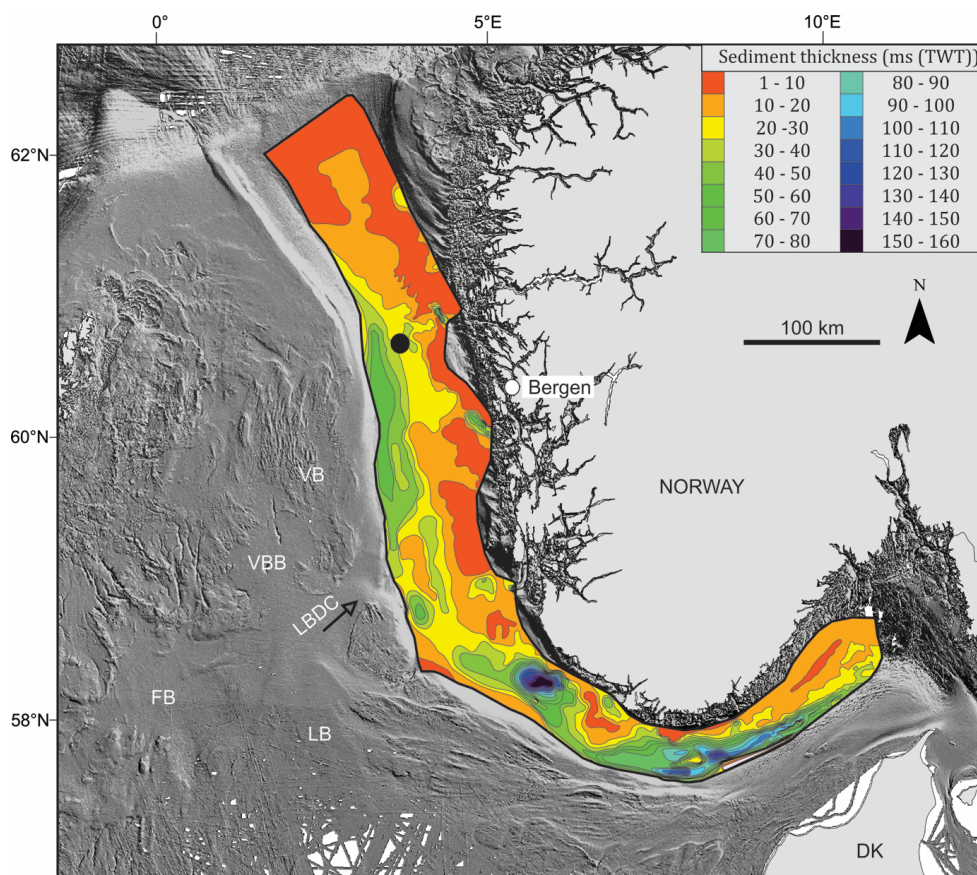 0° 5°E 10°E
Sediment thickness (ms (TWT))
1 - 10 80 - 90
10 - 20 90 - 100
20 -30 100 - 110
30 - 40 110 - 120
40 - 50 120 - 130
50 - 60 130 - 140
60 - 70 140 - 150
70 - 80 150 - 160
62°N
N
100 km
Bergen
60°N
VB
NORWAY
VBB
LBDC
58°N
FB
LB
DK